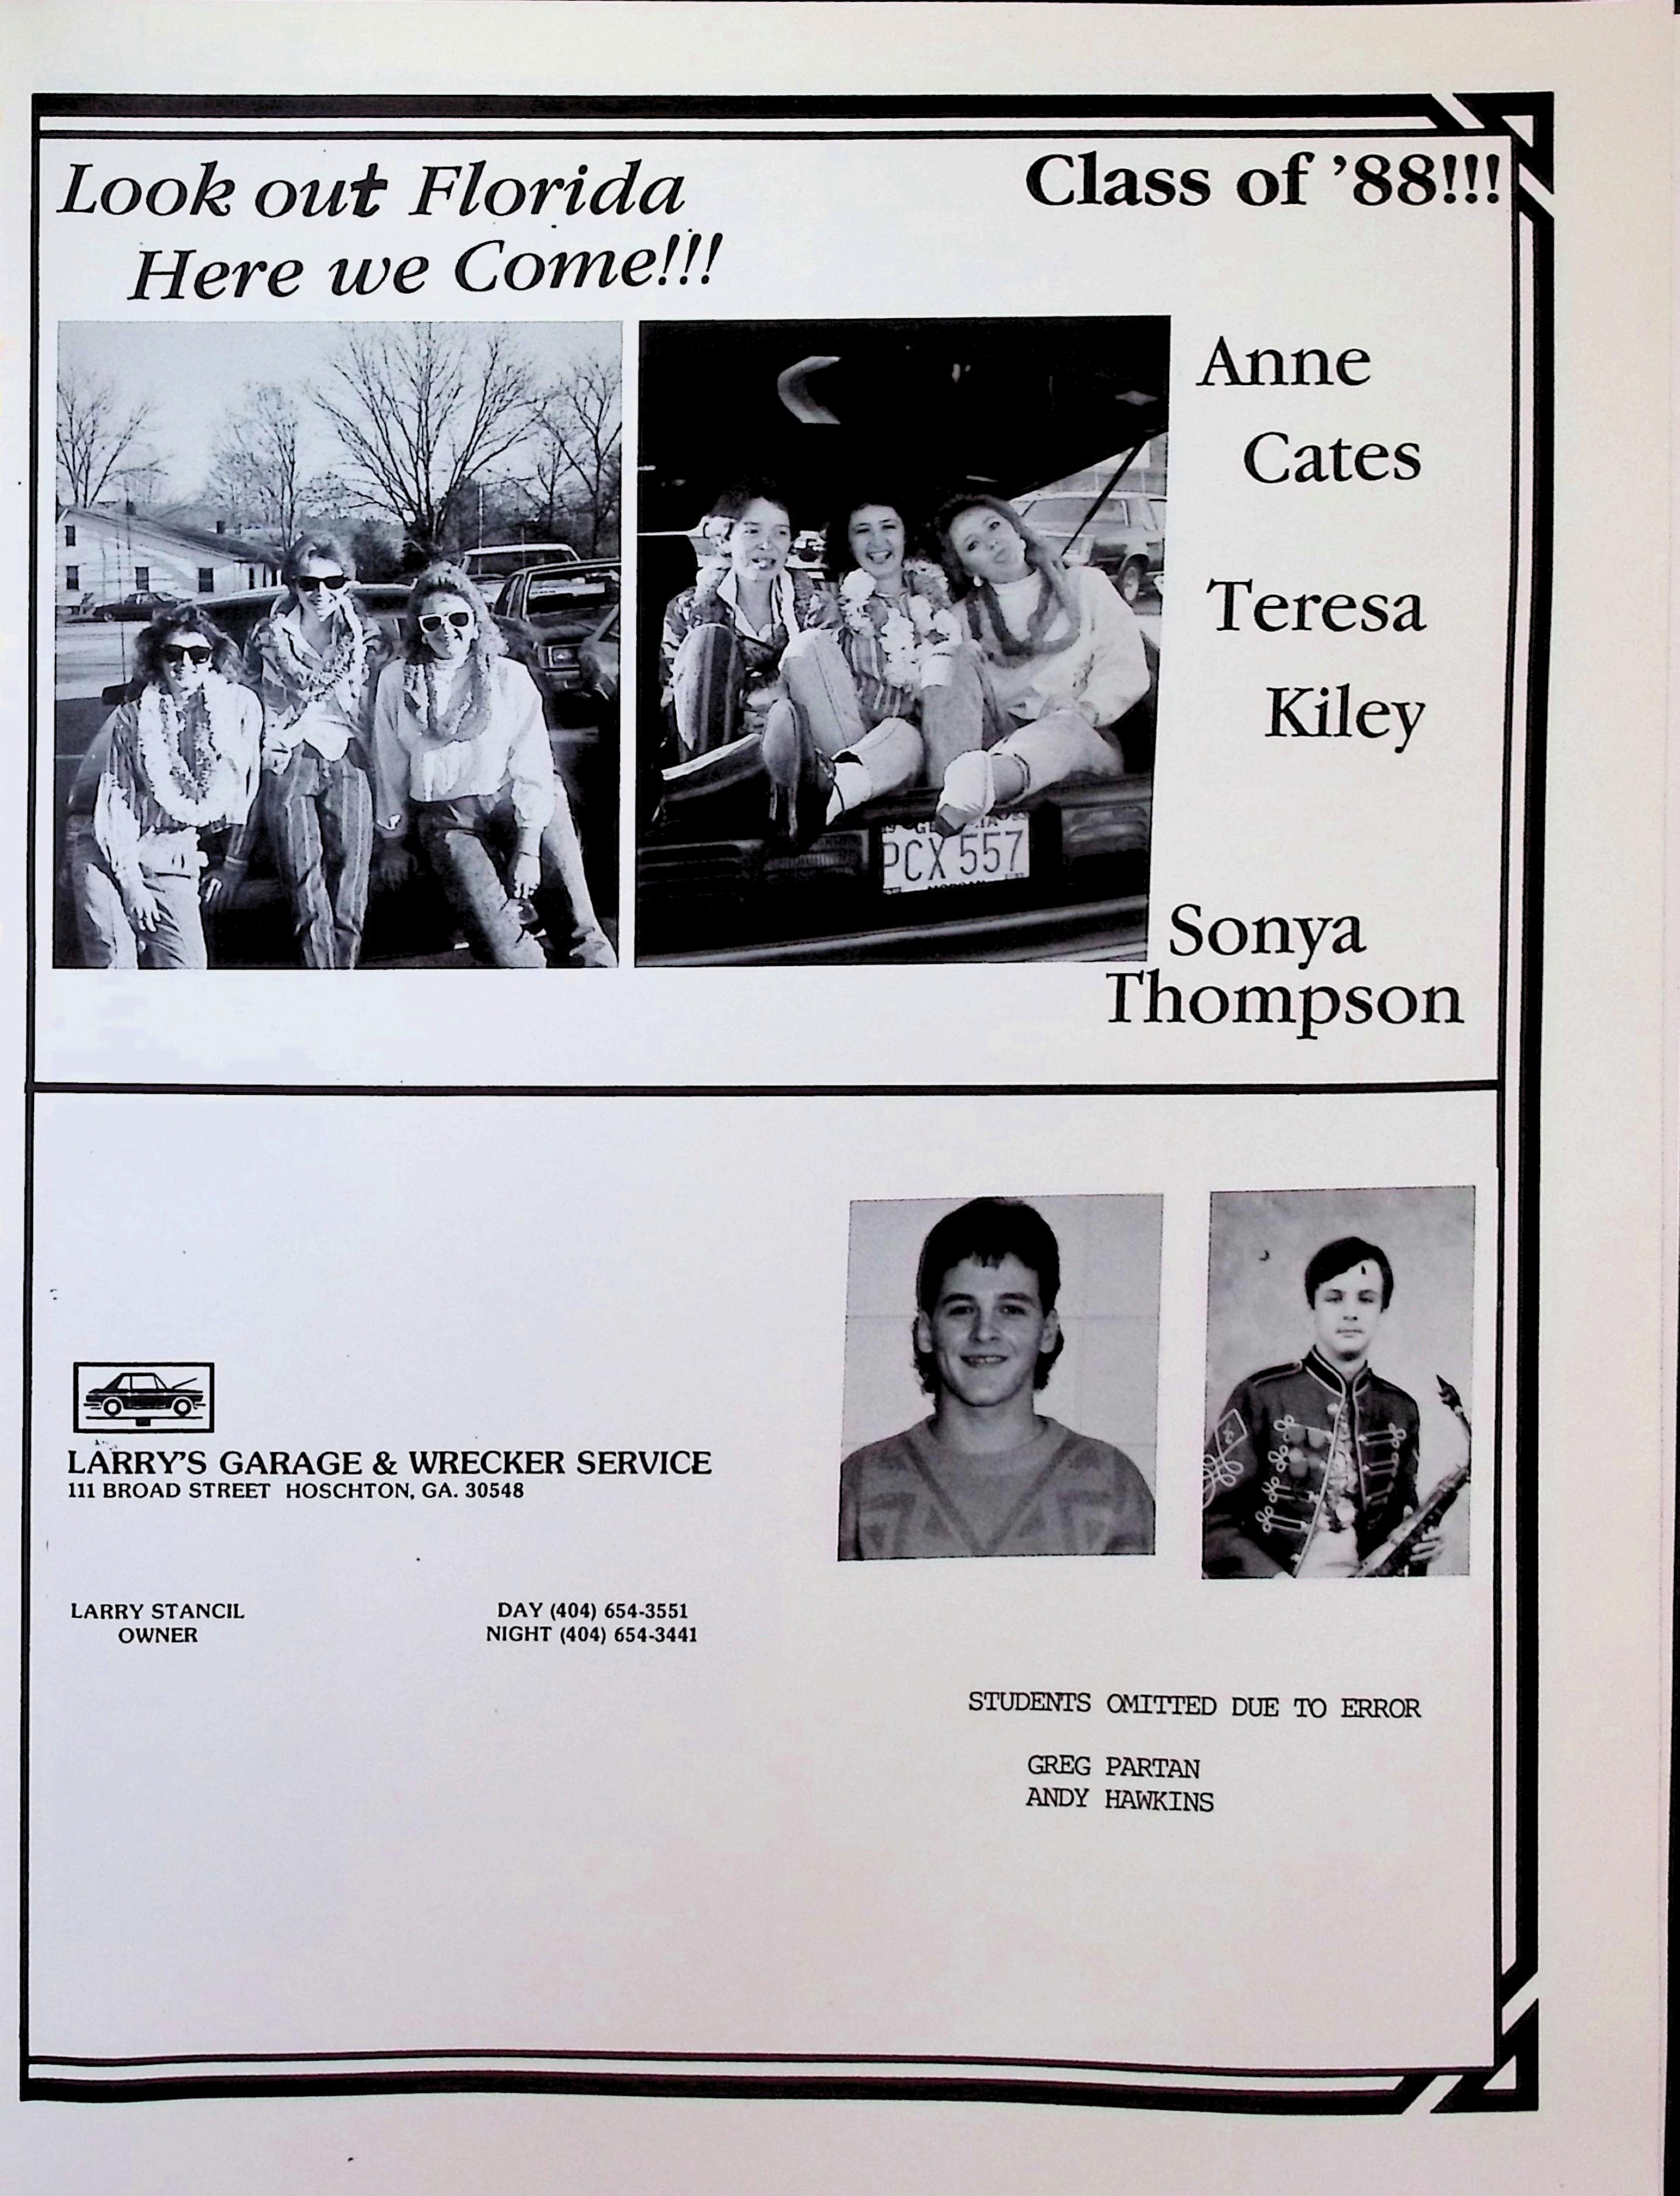 Look out Florida
Here we Come!!!
Class of '88!!!
Anne
Cates
Teresa
Kiley
Sonya
Thompson
PCX 557
LARRY'S GARAGE & WRECKER SERVICE
111 BROAD STREET HOSCHTON, GA. 30548
LARRY STANCIL
OWNER
DAY (404) 654-3551
NIGHT (404) 654-3441
STUDENTS OMITTED DUE TO ERROR
GREG PARTAN
ANDY HAWKINS